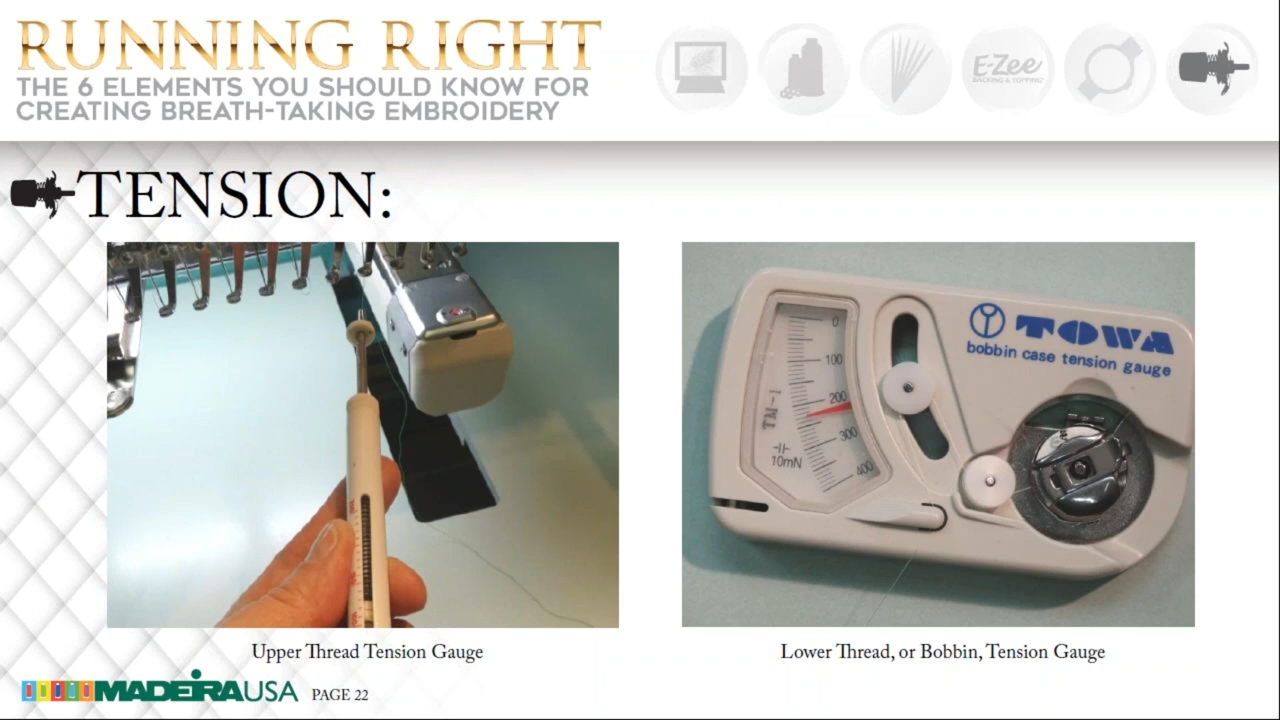 RUNNING RIGHT
THE 6 ELEMENTS YOU SHOULD KNOW FOR
CREATING BREATH-TAKING EMBROIDERY
E-Zee
BACKING & TOPPING
TENSION:
TOWA
bobbin case tension gauge
0
100
200
300
400
TM-1
10mN
Upper Thread Tension Gauge
Lower Thread, or Bobbin, Tension Gauge
MADEIRA USA PAGE 22